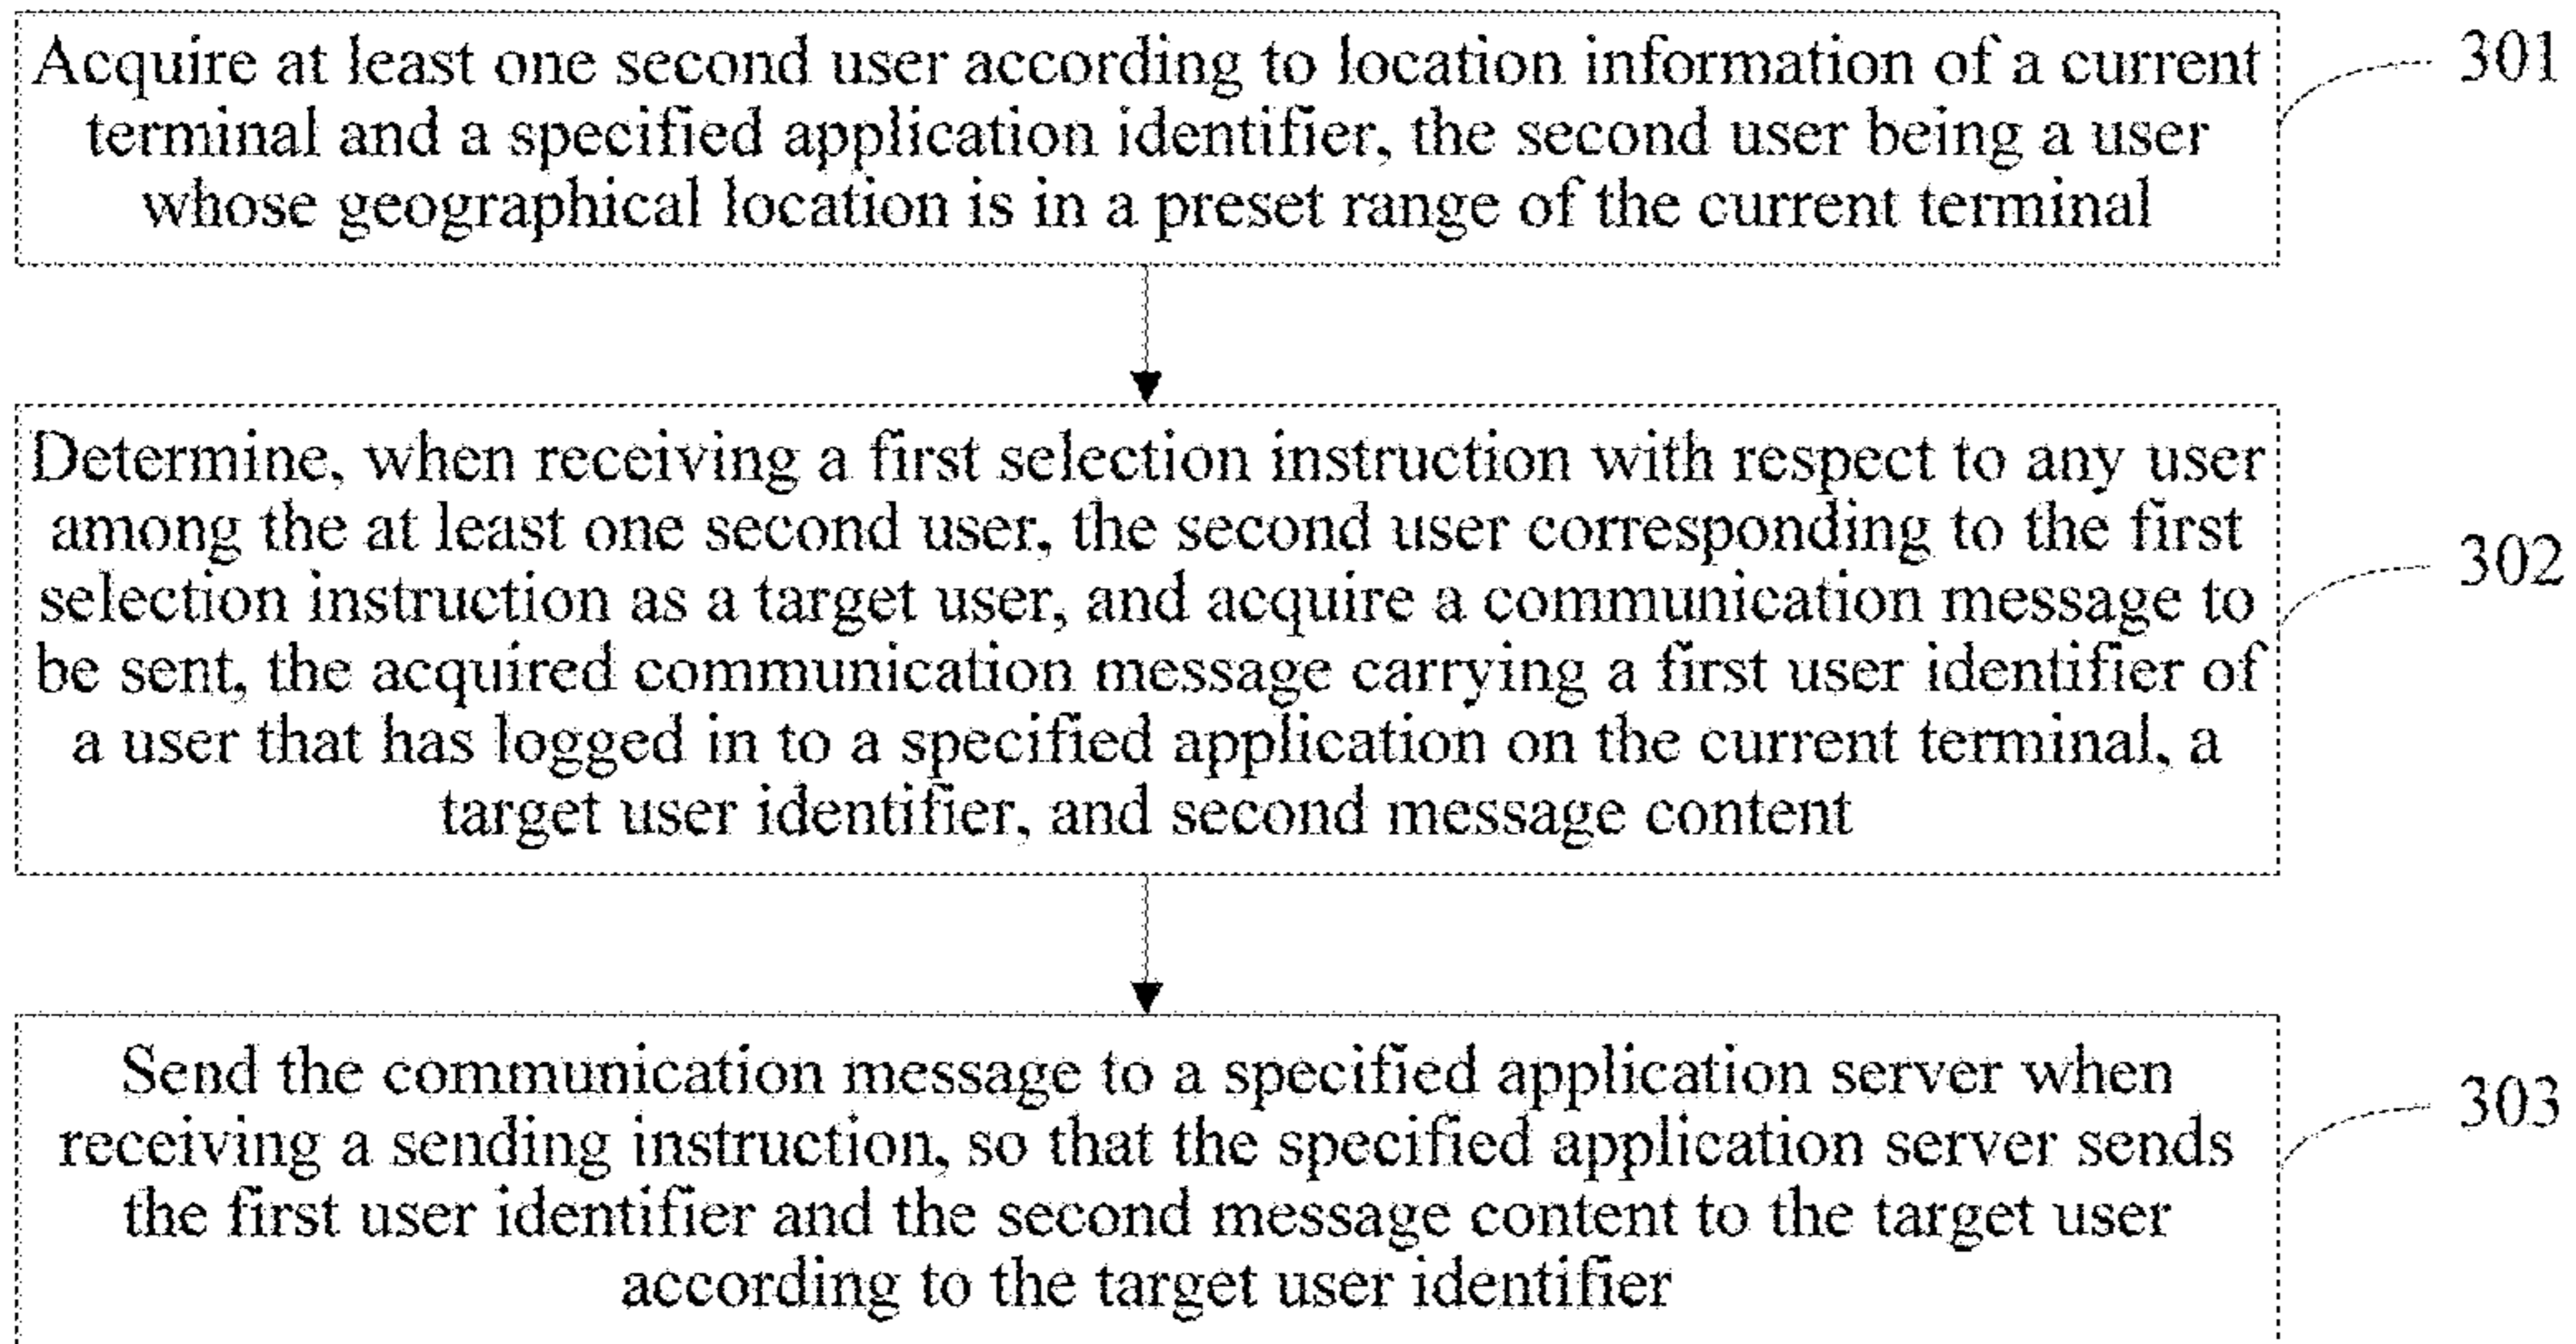 Acquire at least one second user according to location information of a current
terminal and a specified application identifier, the second user being a user
whose geographical location is in a preset range of the current terminal
301
Determine, when receiving a first selection instruction with respect to any user
among the at least one second user, the second user corresponding to the first
selection instruction as a target user, and acquire a communication message to
be sent, the acquired communication message carrying a first user identifier of
a user that has logged in to a specified application on the current terminal, a
target user identifier, and second message content
302
Send the communication message to a specified application server when
receiving a sending instruction, so that the specified application server sends
the first user identifier and the second message content to the target user
according to the target user identifier
303